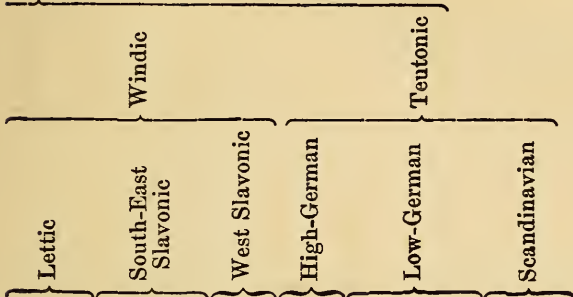 Windic
Teutonic
Lettic
South-East
Slavonic
West Slavonic
High-German
Low-German
Scandinavian